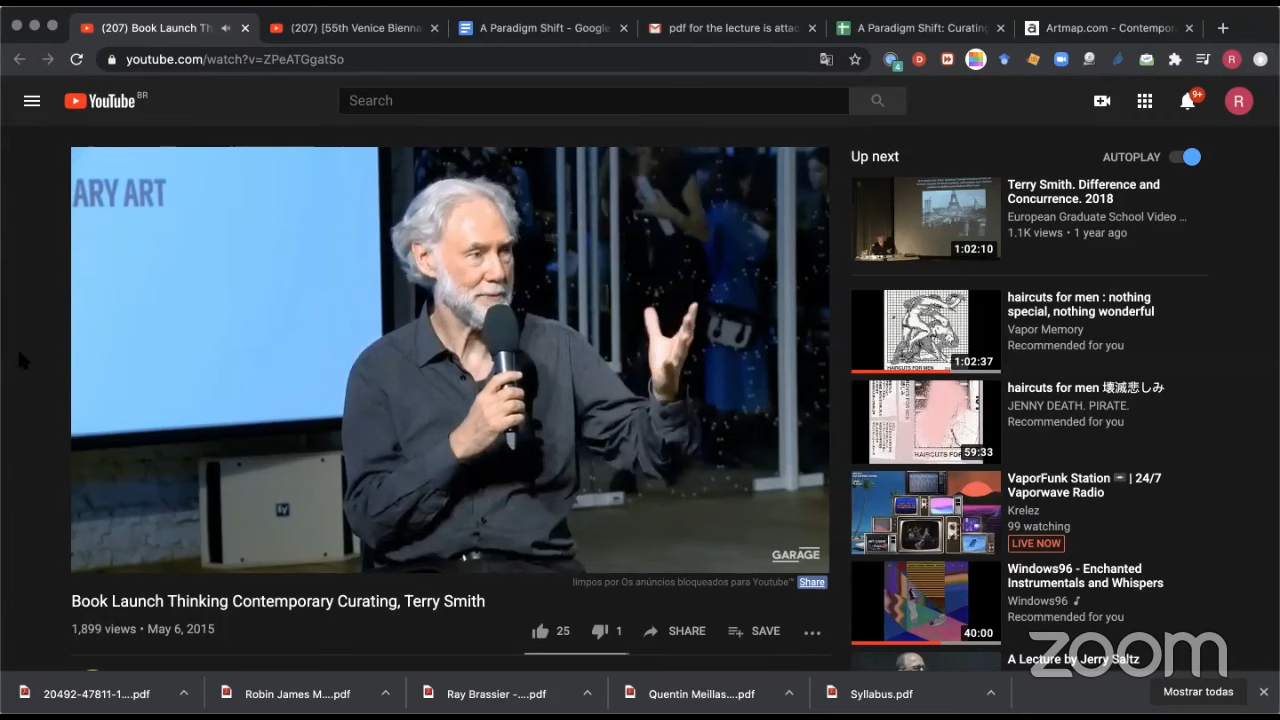 (207) Book Launch Th
(207) [55th Venice Bienna
A Paradigm Shift - Google
pdf for the lecture is attac
A Paradigm Shift: Curating
Artmap.com - Contempor
youtube.com/watch?v=ZPeATGgatSo
4
R
YouTube BR
Search
9+
R
ARY ART
GARAGE
limpos por Os anúncios bloqueados para Youtube™ Share
Book Launch Thinking Contemporary Curating, Terry Smith
1,899 views • May 6, 2015
25
1
SHARE
SAVE
Up next
AUTOPLAY
1:02:10
Terry Smith. Difference and
Concurrence. 2018
European Graduate School Video ...
1.1K views • 1 year ago
HAIRCUTS FOR MEN
1:02:37
haircuts for men : nothing
special, nothing wonderful
Vapor Memory
Recommended for you
HAIRCUTS FOR
59:33
haircuts for men 壊滅悲しみ
JENNY DEATH. PIRATE.
Recommended for you
VaporFunk Station 📼 | 24/7
Vaporwave Radio
Krelez
99 watching
LIVE NOW
40:00
Windows96 - Enchanted
Instrumentals and Whispers
Windows96 ♪
Recommended for you
A Lecture by Jerry Saltz
zoom
20492-47811-1....pdf
Robin James M....pdf
Ray Brassier -....pdf
Quentin Meillas....pdf
Syllabus.pdf
Mostrar todas